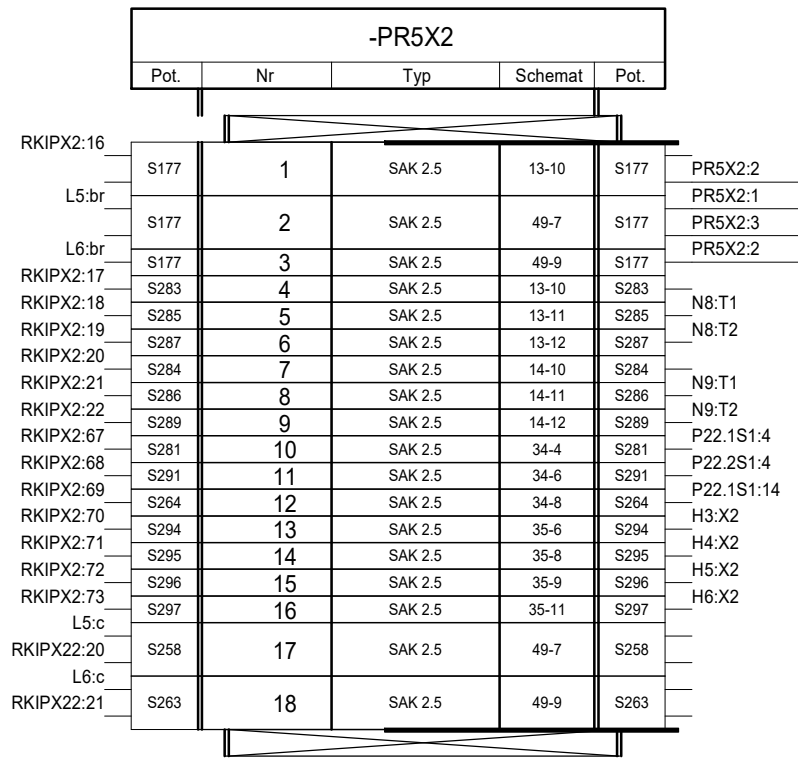 -PR5X2
Pot. Nr Typ Schemat Pot.
RKIPX2:16
S177 1 SAK 2.5 13-10 S177 PR5X2:2
L5:br PR5X2:1
S177 2 SAK 2.5 49-7 S177 PR5X2:3
L6:br PR5X2:2
S177 3 SAK 2.5 49-9 S177
RKIPX2:17
S283 4 SAK 2.5 13-10 S283
RKIPX2:18 N8:T1
S285 5 SAK 2.5 13-11 S285
RKIPX2:19 N8:T2
S287 6 SAK 2.5 13-12 S287
RKIPX2:20
S284 7 SAK 2.5 14-10 S284
RKIPX2:21 N9:T1
S286 8 SAK 2.5 14-11 S286
RKIPX2:22 N9:T2
S289 9 SAK 2.5 14-12 S289
RKIPX2:67 P22.1S1:4
S281 10 SAK 2.5 34-4 S281
RKIPX2:68 P22.2S1:4
S291 11 SAK 2.5 34-6 S291
RKIPX2:69 P22.1S1:14
S264 12 SAK 2.5 34-8 S264
RKIPX2:70 H3:X2
S294 13 SAK 2.5 35-6 S294
RKIPX2:71 H4:X2
S295 14 SAK 2.5 35-8 S295
RKIPX2:72 H5:X2
S296 15 SAK 2.5 35-9 S296
RKIPX2:73 H6:X2
S297 16 SAK 2.5 35-11 S297
L5:c
RKIPX22:20 S258 17 SAK 2.5 49-7 S258
L6:c
RKIPX22:21 S263 18 SAK 2.5 49-9 S263